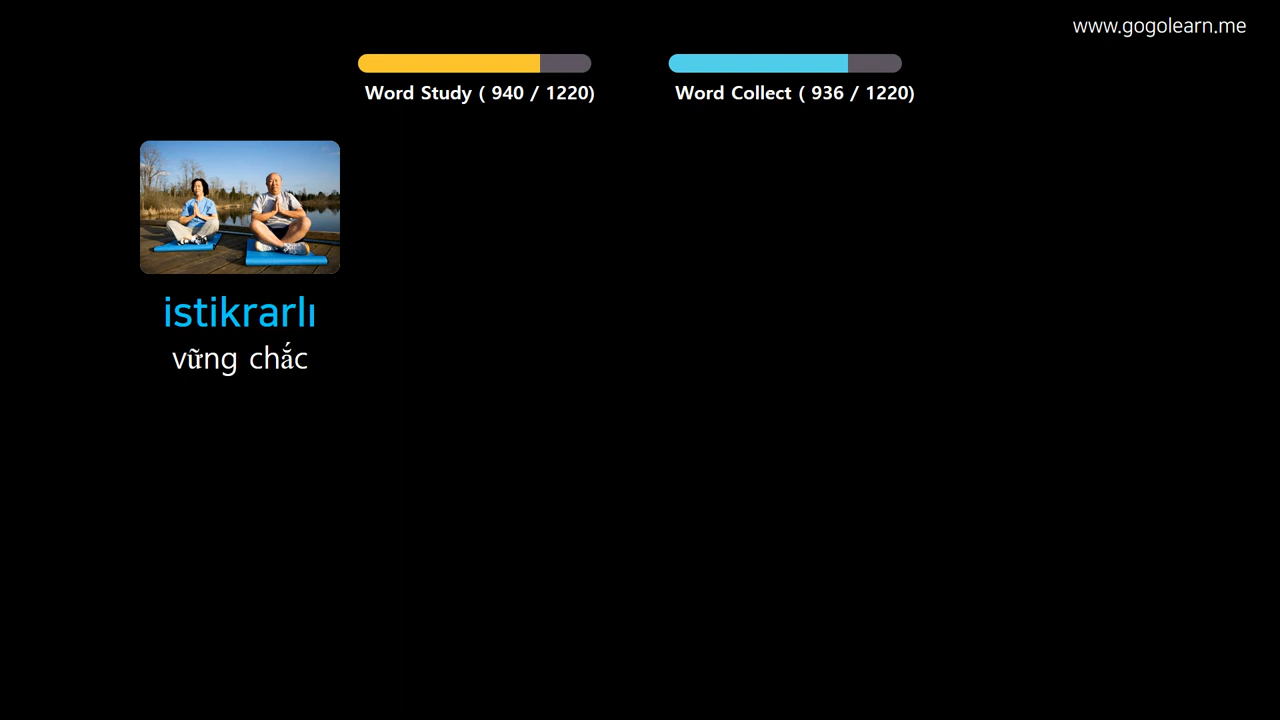 www.gogolearn.me
Word Study ( 940 / 1220)
Word Collect ( 936 / 1220)
istikrarlı
vững chắc